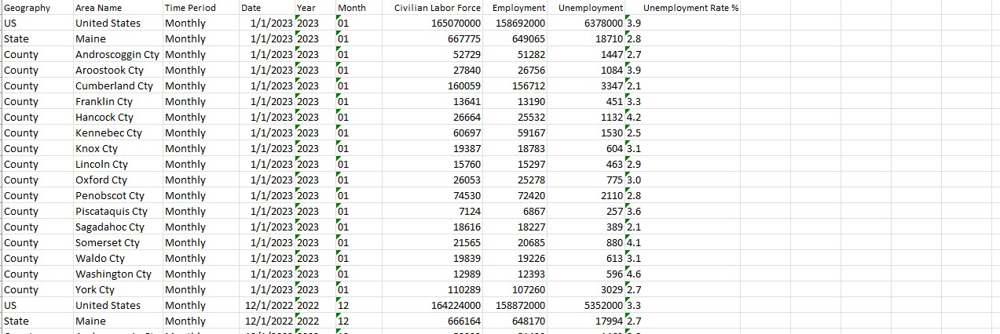 Geography Area Name Time Period Date Year Month Civilian Labor Force Employment Unemployment Unemployment Rate %
US United States Monthly 1/1/2023 2023 01 165070000 158692000 6378000 3.9
State Maine Monthly 1/1/2023 2023 01 667775 649065 18710 2.8
County Androscoggin Cty Monthly 1/1/2023 2023 01 52729 51282 1447 2.7
County Aroostook Cty Monthly 1/1/2023 2023 01 27840 26756 1084 3.9
County Cumberland Cty Monthly 1/1/2023 2023 01 160059 156712 3347 2.1
County Franklin Cty Monthly 1/1/2023 2023 01 13641 13190 451 3.3
County Hancock Cty Monthly 1/1/2023 2023 01 26664 25532 1132 4.2
County Kennebec Cty Monthly 1/1/2023 2023 01 60697 59167 1530 2.5
County Knox Cty Monthly 1/1/2023 2023 01 19387 18783 604 3.1
County Lincoln Cty Monthly 1/1/2023 2023 01 15760 15297 463 2.9
County Oxford Cty Monthly 1/1/2023 2023 01 26053 25278 775 3.0
County Penobscot Cty Monthly 1/1/2023 2023 01 74530 72420 2110 2.8
County Piscataquis Cty Monthly 1/1/2023 2023 01 7124 6867 257 3.6
County Sagadahoc Cty Monthly 1/1/2023 2023 01 18616 18227 389 2.1
County Somerset Cty Monthly 1/1/2023 2023 01 21565 20685 880 4.1
County Waldo Cty Monthly 1/1/2023 2023 01 19839 19226 613 3.1
County Washington Cty Monthly 1/1/2023 2023 01 12989 12393 596 4.6
County York Cty Monthly 1/1/2023 2023 01 110289 107260 3029 2.7
US United States Monthly 12/1/2022 2022 12 164224000 158872000 5352000 3.3
State Maine Monthly 12/1/2022 2022 12 666164 648170 17994 2.7